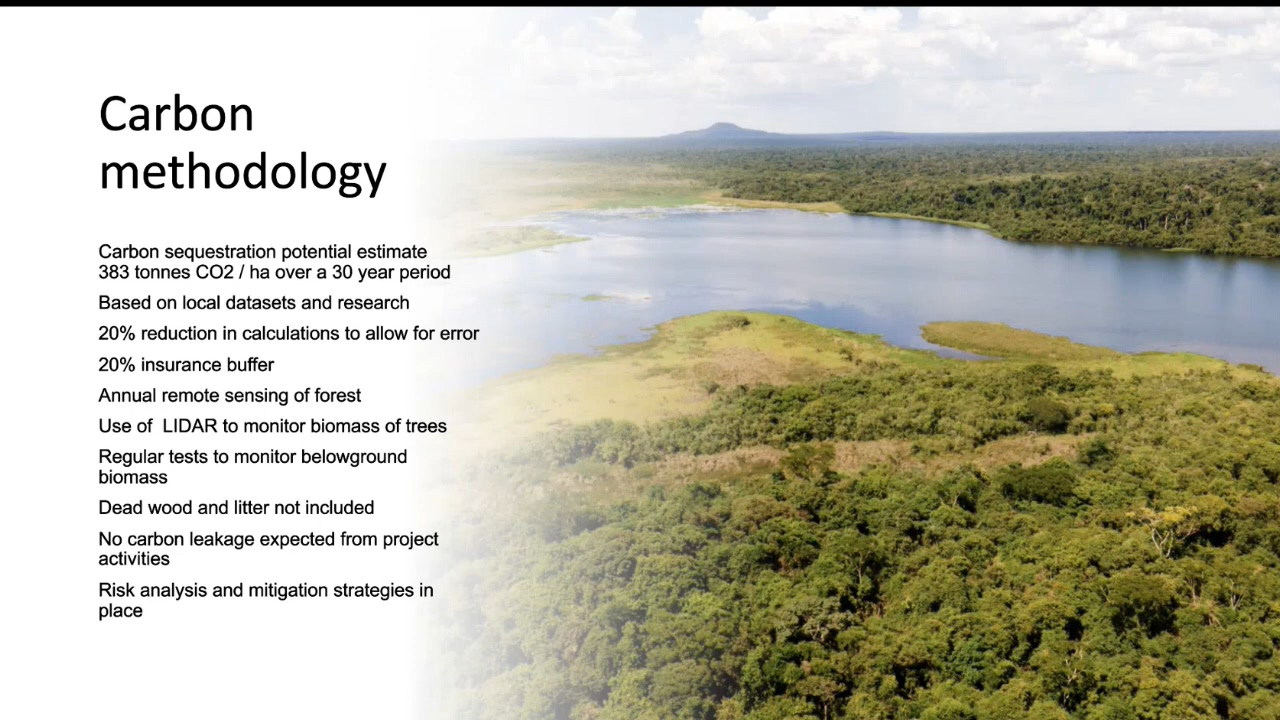 Carbon
methodology
Carbon sequestration potential estimate
383 tonnes CO2 / ha over a 30 year period
Based on local datasets and research
20% reduction in calculations to allow for error
20% insurance buffer
Annual remote sensing of forest
Use of  LIDAR to monitor biomass of trees
Regular tests to monitor belowground
biomass
Dead wood and litter not included
No carbon leakage expected from project
activities
Risk analysis and mitigation strategies in
place